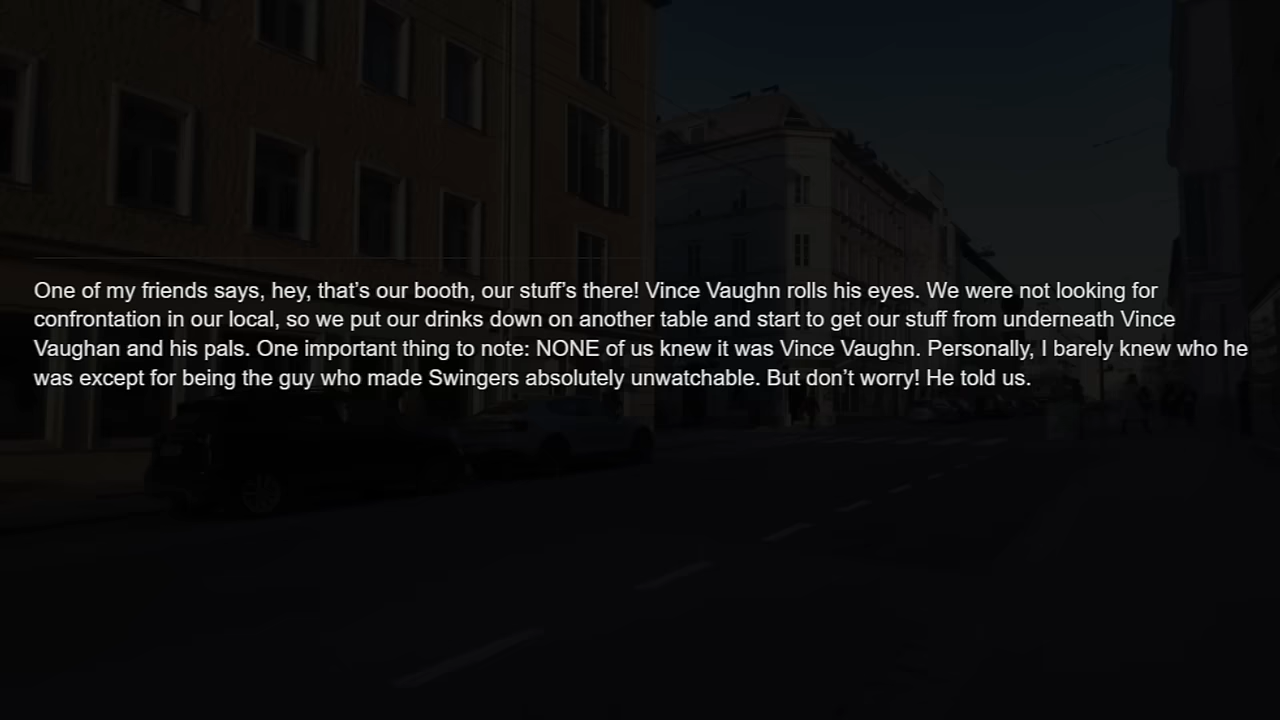 One of my friends says, hey, that’s our booth, our stuff’s there! Vince Vaughn rolls his eyes. We were not looking for
confrontation in our local, so we put our drinks down on another table and start to get our stuff from underneath Vince
Vaughan and his pals. One important thing to note: NONE of us knew it was Vince Vaughn. Personally, I barely knew who he
was except for being the guy who made Swingers absolutely unwatchable. But don’t worry! He told us.